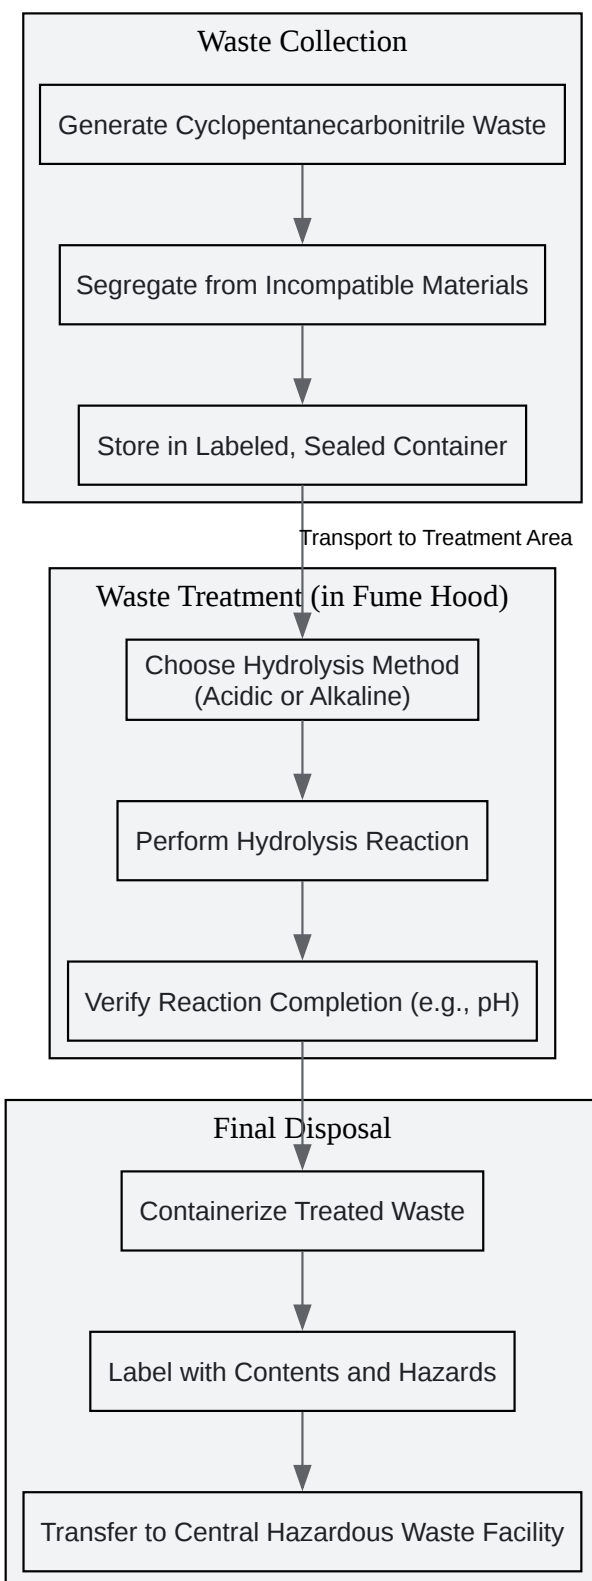 Waste Collection
Generate Cyclopentanecarbonitrile Waste
Segregate from Incompatible Materials
Store in Labeled, Sealed Container
Transport to Treatment Area
Waste Treatment (in Fume Hood)
Choose Hydrolysis Method
(Acidic or Alkaline)
Perform Hydrolysis Reaction
Verify Reaction Completion (e.g., pH)
Final Disposal
Containerize Treated Waste
Label with Contents and Hazards
Transfer to Central Hazardous Waste Facility